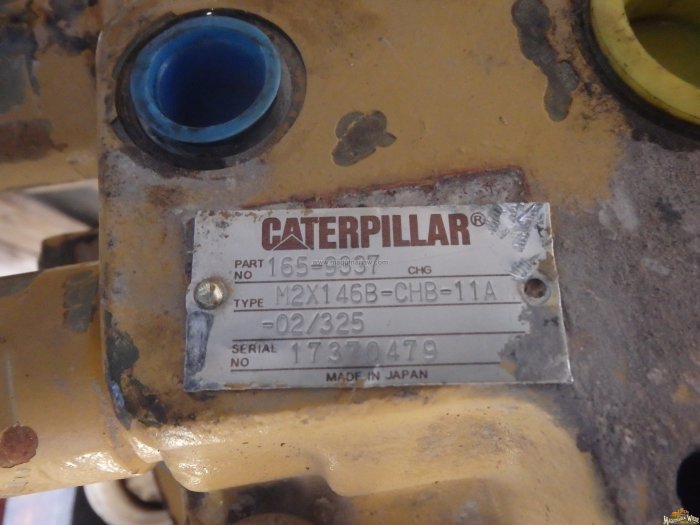 CATERPILLAR®
PART NO 165-9337 CHG
TYPE M2X146B-CHB-11A
-02/325
SERIAL NO 17370479
MADE IN JAPAN